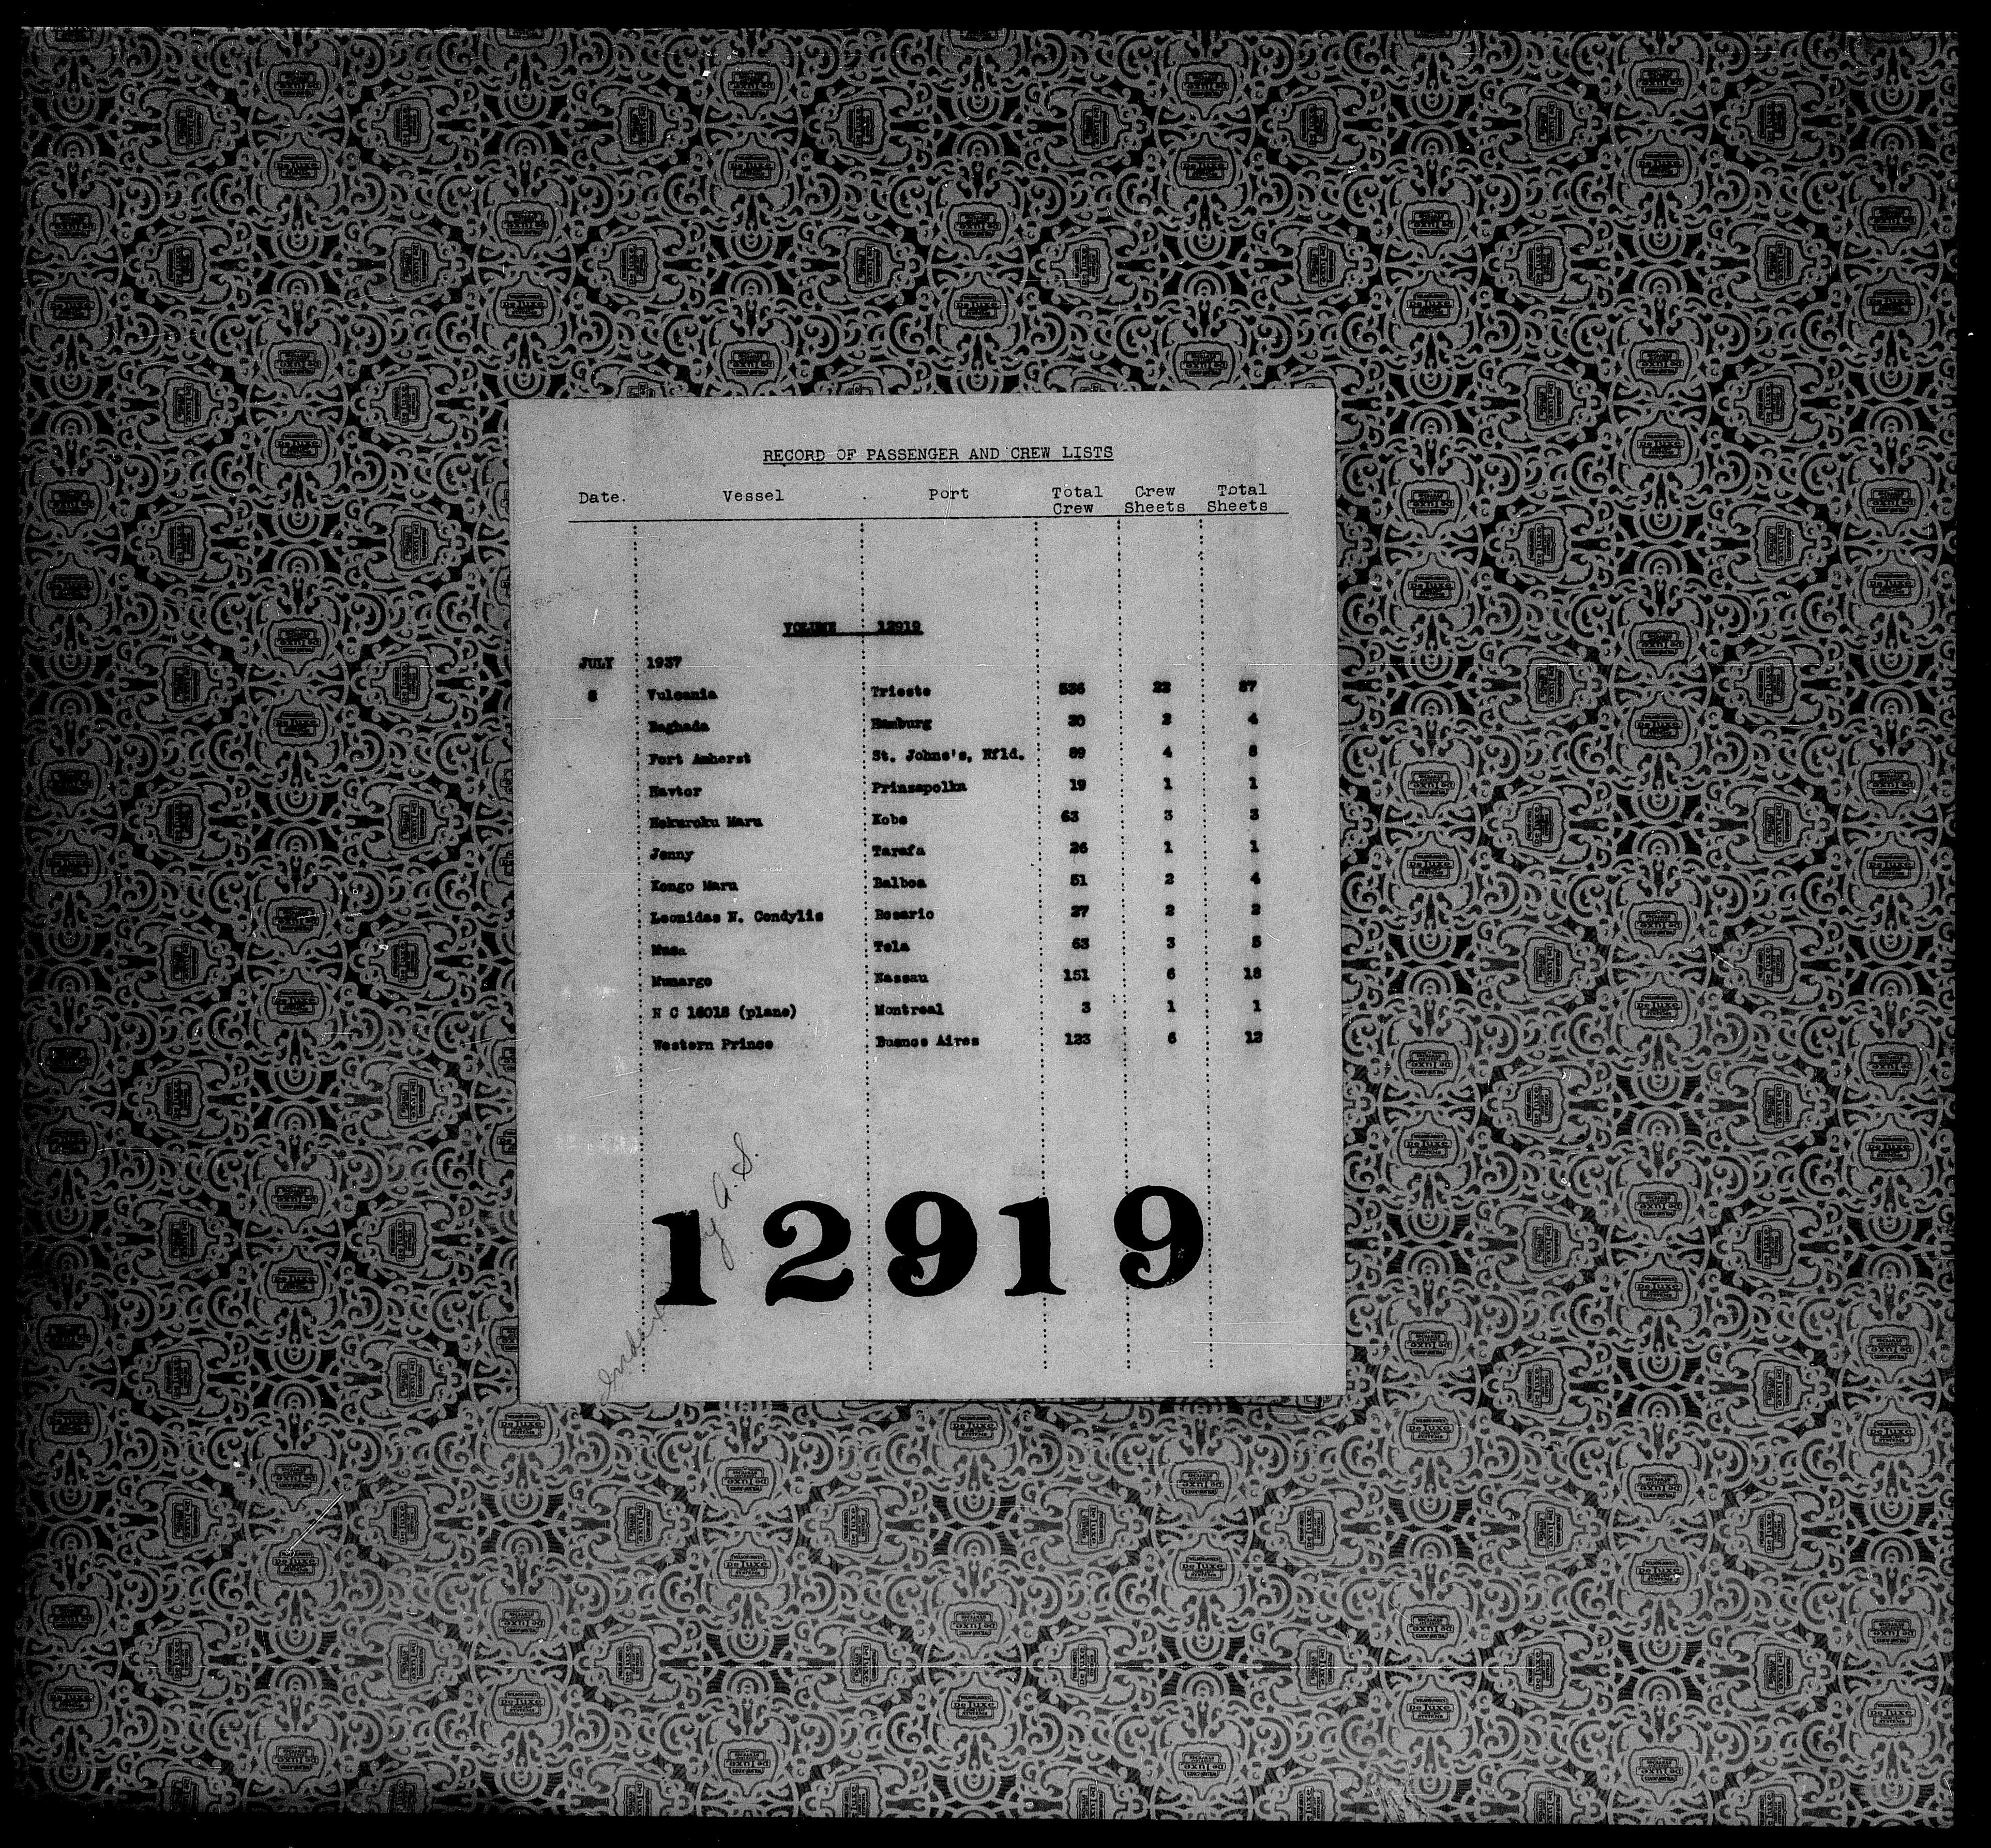 RECORD OF PASSENGER AND CREW LISTS
Date. Vessel Port Total Crew Crew Sheets Total Sheets
VOLUME 12919
JULY 1937
8 Vulcania Trieste 536 22 37
Baghada Hamburg 30 2 4
Fort Amherst St. Johns's, Nfld. 89 4 8
Havtor Prinzapolka 19 1 1
Hokuroku Maru Kobe 63 3 3
Jenny Tarafa 26 1 1
Kongo Maru Balboa 51 2 4
Leonidas N. Condylis Rosario 27 2 2
Musa Tela 63 3 5
Munargo Nassau 151 6 18
N C 16018 (plane) Montreal 3 1 1
Western Prince Buenos Aires 123 6 12
12919
A. S.